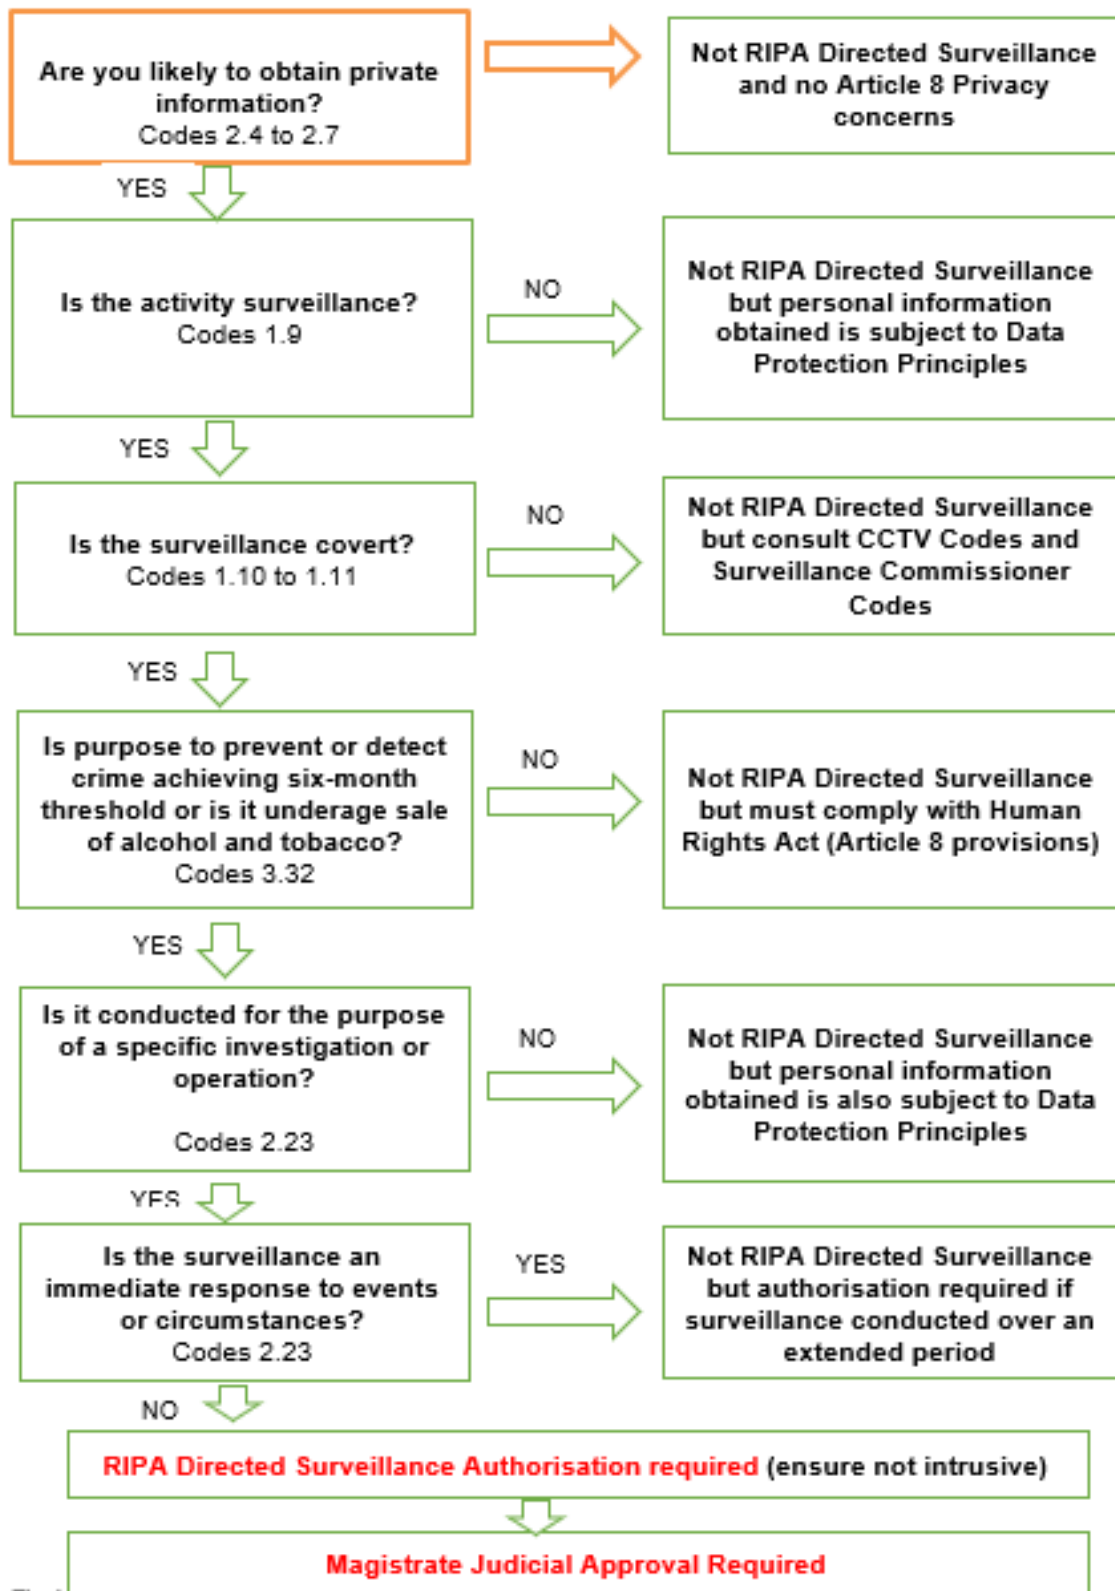 Are you likely to obtain private
information?
Codes 2.4 to 2.7
Not RIPA Directed Surveillance
and no Article 8 Privacy
concerns
YES
Is the activity surveillance?
Codes 1.9
NO
Not RIPA Directed Surveillance
but personal information
obtained is subject to Data
Protection Principles
YES
Is the surveillance covert?
Codes 1.10 to 1.11
NO
Not RIPA Directed Surveillance
but consult CCTV Codes and
Surveillance Commissioner
Codes
YES
Is purpose to prevent or detect
crime achieving six-month
threshold or is it underage sale
of alcohol and tobacco?
Codes 3.32
NO
Not RIPA Directed Surveillance
but must comply with Human
Rights Act (Article 8 provisions)
YES
Is it conducted for the purpose
of a specific investigation or
operation?
Codes 2.23
NO
Not RIPA Directed Surveillance
but personal information
obtained is also subject to Data
Protection Principles
YES
Is the surveillance an
immediate response to events
or circumstances?
Codes 2.23
YES
Not RIPA Directed Surveillance
but authorisation required if
surveillance conducted over an
extended period
NO
RIPA Directed Surveillance Authorisation required (ensure not intrusive)
Magistrate Judicial Approval Required